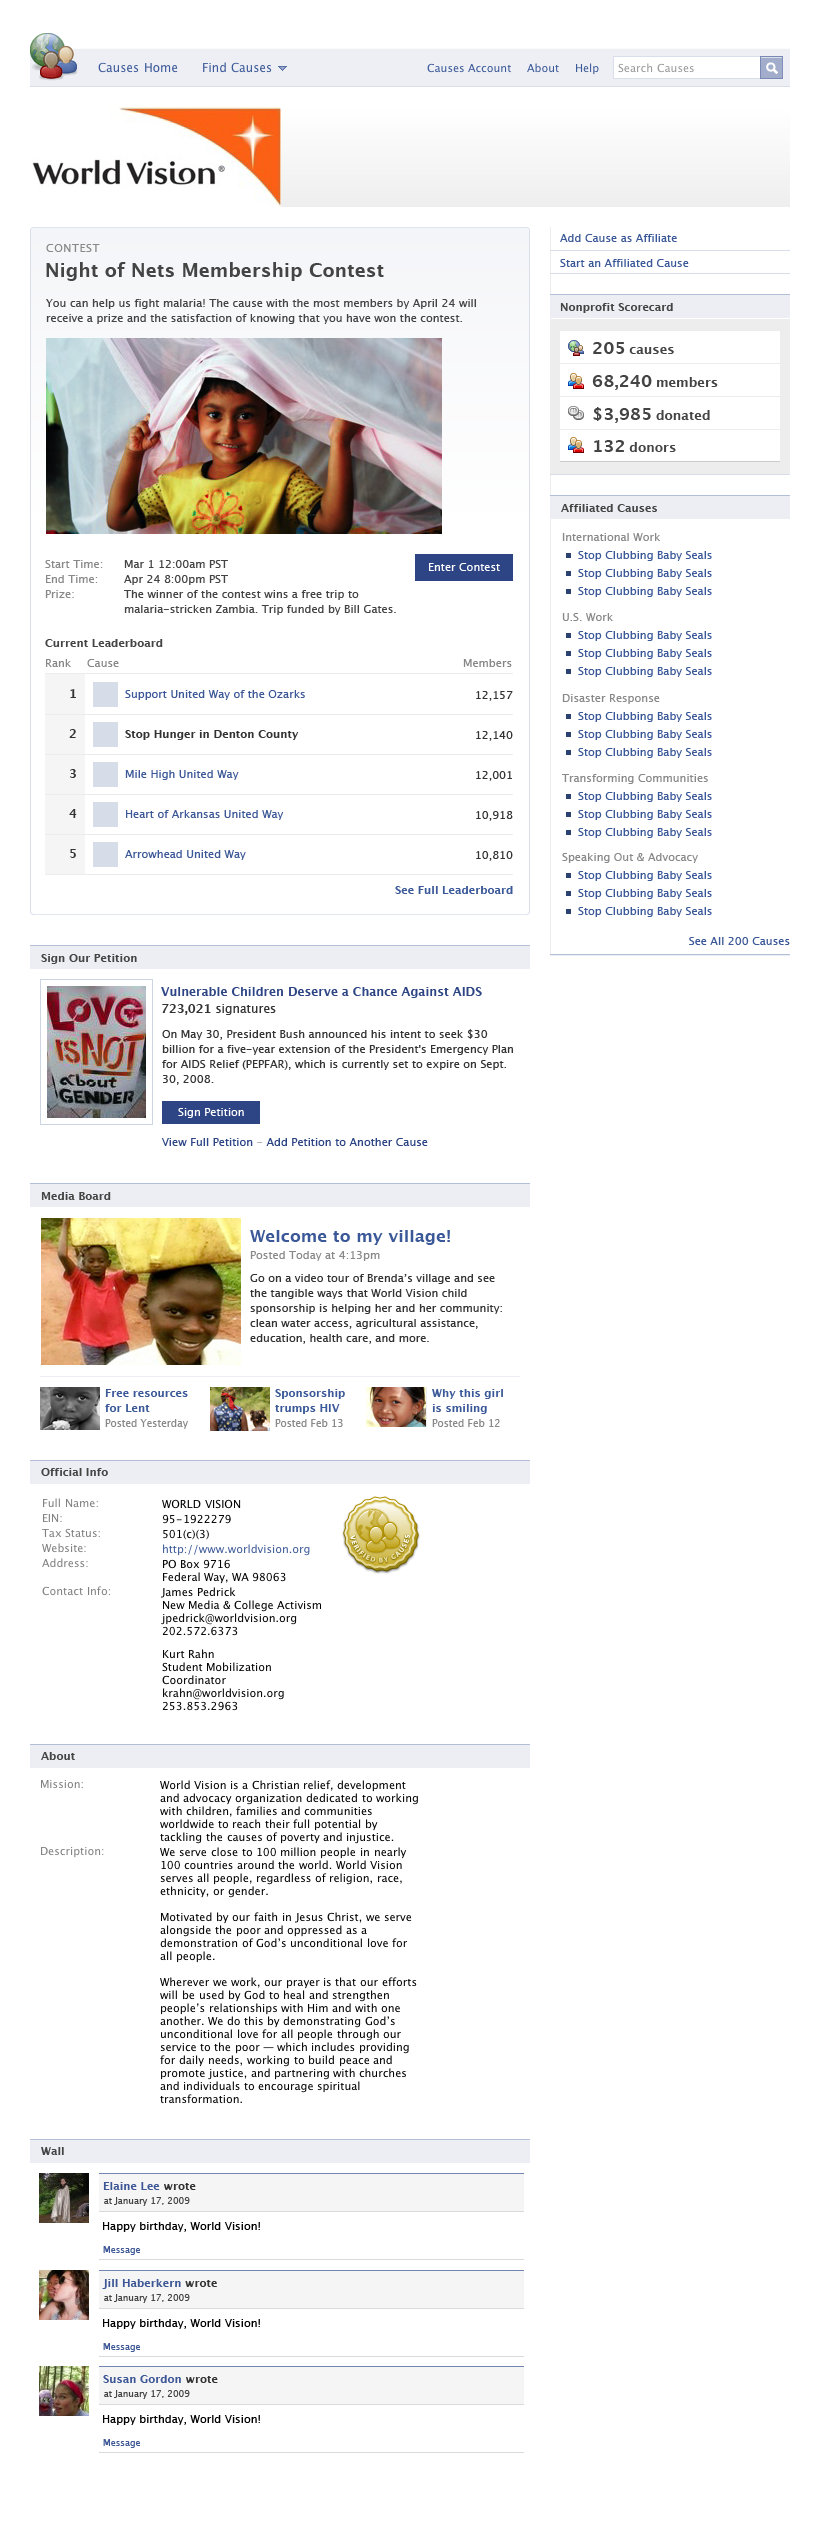 Causes Home
Find Causes
Causes Account
About
Help
Search Causes
World Vision®
CONTEST
Night of Nets Membership Contest
You can help us fight malaria! The cause with the most members by April 24 will
receive a prize and the satisfaction of knowing that you have won the contest.
Start Time: Mar 1 12:00am PST
End Time: Apr 24 8:00pm PST
Prize: The winner of the contest wins a free trip to
malaria-stricken Zambia. Trip funded by Bill Gates.
Enter Contest
Current Leaderboard
Rank Cause Members
1 Support United Way of the Ozarks 12,157
2 Stop Hunger in Denton County 12,140
3 Mile High United Way 12,001
4 Heart of Arkansas United Way 10,918
5 Arrowhead United Way 10,810
See Full Leaderboard
Add Cause as Affiliate
Start an Affiliated Cause
Nonprofit Scorecard
205 causes
68,240 members
$3,985 donated
132 donors
Affiliated Causes
International Work
Stop Clubbing Baby Seals
Stop Clubbing Baby Seals
Stop Clubbing Baby Seals
U.S. Work
Stop Clubbing Baby Seals
Stop Clubbing Baby Seals
Stop Clubbing Baby Seals
Disaster Response
Stop Clubbing Baby Seals
Stop Clubbing Baby Seals
Stop Clubbing Baby Seals
Transforming Communities
Stop Clubbing Baby Seals
Stop Clubbing Baby Seals
Stop Clubbing Baby Seals
Speaking Out & Advocacy
Stop Clubbing Baby Seals
Stop Clubbing Baby Seals
Stop Clubbing Baby Seals
See All 200 Causes
Sign Our Petition
LOVE
IS NOT
about
GENDER
Vulnerable Children Deserve a Chance Against AIDS
723,021 signatures
On May 30, President Bush announced his intent to seek $30
billion for a five-year extension of the President's Emergency Plan
for AIDS Relief (PEPFAR), which is currently set to expire on Sept.
30, 2008.
Sign Petition
View Full Petition - Add Petition to Another Cause
Media Board
Welcome to my village!
Posted Today at 4:13pm
Go on a video tour of Brenda's village and see
the tangible ways that World Vision child
sponsorship is helping her and her community:
clean water access, agricultural assistance,
education, health care, and more.
Free resources
for Lent
Posted Yesterday
Sponsorship
trumps HIV
Posted Feb 13
Why this girl
is smiling
Posted Feb 12
Official Info
Full Name: WORLD VISION
EIN: 95-1922279
Tax Status: 501(c)(3)
Website: http://www.worldvision.org
Address: PO Box 9716
Federal Way, WA 98063
Contact Info: James Pedrick
New Media & College Activism
jpedrick@worldvision.org
202.572.6373
Kurt Rahn
Student Mobilization
Coordinator
krahn@worldvision.org
253.853.2963
VERIFIED BY CAUSES
About
Mission: World Vision is a Christian relief, development
and advocacy organization dedicated to working
with children, families and communities
worldwide to reach their full potential by
tackling the causes of poverty and injustice.
Description: We serve close to 100 million people in nearly
100 countries around the world. World Vision
serves all people, regardless of religion, race,
ethnicity, or gender.
Motivated by our faith in Jesus Christ, we serve
alongside the poor and oppressed as a
demonstration of God's unconditional love for
all people.
Wherever we work, our prayer is that our efforts
will be used by God to heal and strengthen
people's relationships with Him and with one
another. We do this by demonstrating God's
unconditional love for all people through our
service to the poor — which includes providing
for daily needs, working to build peace and
promote justice, and partnering with churches
and individuals to encourage spiritual
transformation.
Wall
Elaine Lee wrote
at January 17, 2009
Happy birthday, World Vision!
Message
Jill Haberkern wrote
at January 17, 2009
Happy birthday, World Vision!
Message
Susan Gordon wrote
at January 17, 2009
Happy birthday, World Vision!
Message